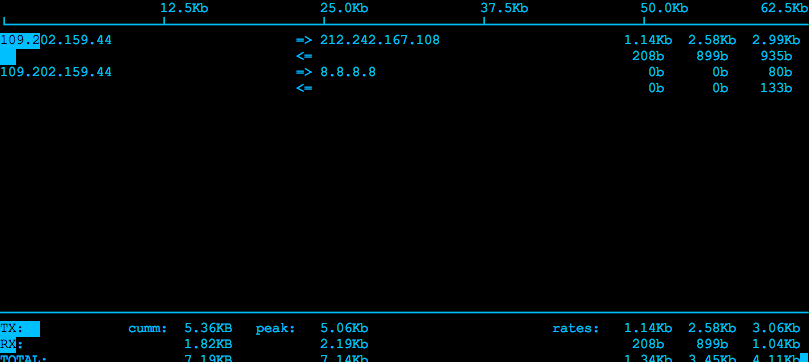 12.5Kb 25.0Kb 37.5Kb 50.0Kb 62.5Kb
109.202.159.44 => 212.242.167.108 1.14Kb 2.58Kb 2.99Kb
<= 208b 899b 935b
109.202.159.44 => 8.8.8.8 0b 0b 80b
<= 0b 0b 133b
TX: cumm: 5.36KB peak: 5.06Kb rates: 1.14Kb 2.58Kb 3.06Kb
RX: 1.82KB 2.19Kb 208b 899b 1.04Kb
TOTAL: 7.19KB 7.14Kb 1.34Kb 3.45Kb 4.11Kb